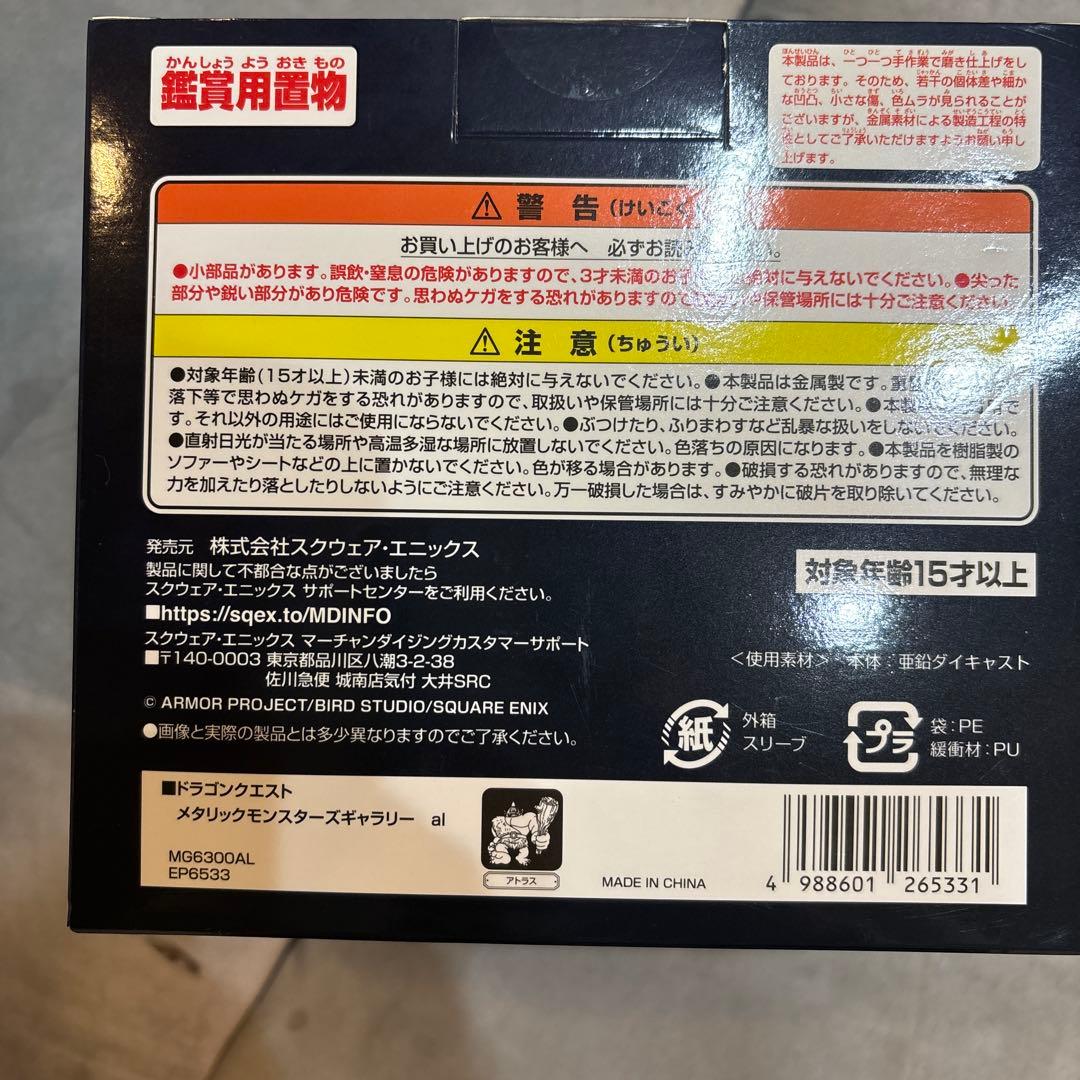 かんしょう よう おき もの
鑑賞用置物
本製品は、一つ一つ手作業で磨き仕上げをし
ております。そのため、若干の個体差や細か
な凹凸、小さな傷、色ムラが見られることが
ございますが、金属素材による製造工程の特
性としてご了承いただけますようお願い申し
上げます。
⚠ 警 告 (けいこく
お買い上げのお客様へ 必ずお読み
●小部品があります。誤飲・窒息の危険がありますので、3才未満のお子 絶対に与えないでください。●尖った
部分や鋭い部分があり危険です。思わぬケガをする恐れがありますので 保管場所には十分ご注意ください
⚠ 注 意 (ちゅうい)
●対象年齢(15才以上)未満のお子様には絶対に与えないでください。●本製品は金属製です。
落下等で思わぬケガをする恐れがありますので、取扱いや保管場所には十分ご注意ください。●本製
す。それ以外の用途にはご使用にならないでください。●ぶつけたり、ふりまわすなど乱暴な扱いをしないでください。
●直射日光が当たる場所や高温多湿な場所に放置しないでください。色落ちの原因になります。●本製品を樹脂製の
ソファーやシートなどの上に置かないでください。色が移る場合があります。●破損する恐れがありますので、無理な
力を加えたり落としたりしないようにご注意ください。万一破損した場合は、すみやかに破片を取り除いてください。
発売元 株式会社スクウェア・エニックス
製品に関して不都合な点がございましたら
スクウェア・エニックス サポートセンターをご利用ください。
■https://sqex.to/MDINFO
スクウェア・エニックス マーチャンダイジングカスタマーサポート
■〒140-0003 東京都品川区八潮3-2-38
佐川急便 城南店気付 大井SRC
© ARMOR PROJECT/BIRD STUDIO/SQUARE ENIX
●画像と実際の製品とは多少異なりますのでご了承ください。
対象年齢15才以上
<使用素材> 本体:亜鉛ダイキャスト
紙
外箱
スリーブ
プラ
袋:PE
緩衝材:PU
■ドラゴンクエスト
メタリックモンスターズギャラリー al
MG6300AL
EP6533
アトラス
MADE IN CHINA
4 988601 265331